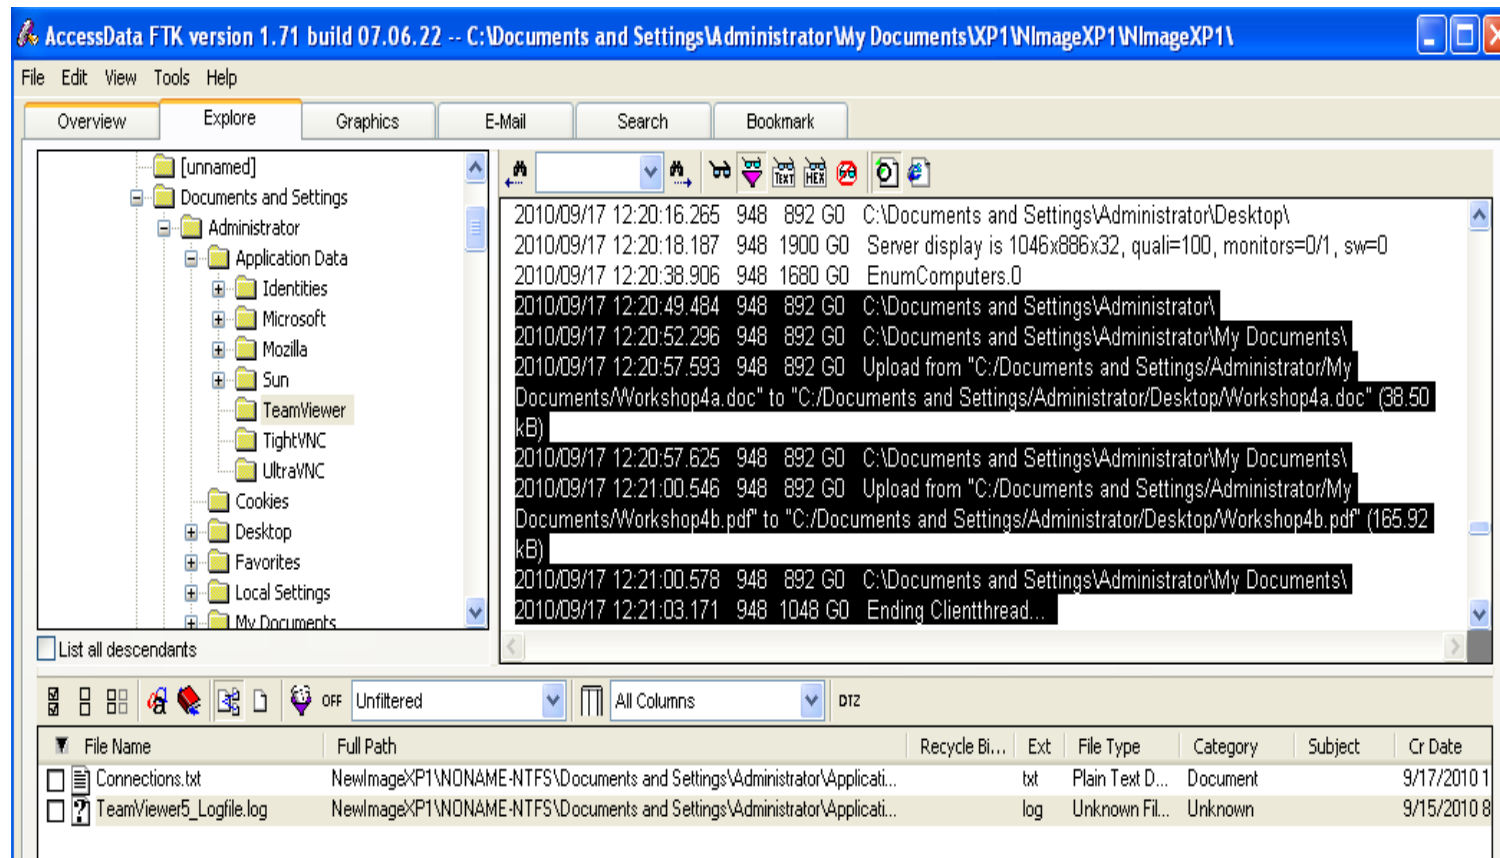 AccessData FTK version 1.71 build 07.06.22 -- C:\Documents and Settings\Administrator\My Documents\XP1\NImageXP1\NImageXP1\
File Edit View Tools Help
Overview Explore Graphics E-Mail Search Bookmark
[unnamed]
Documents and Settings
Administrator
Application Data
Identities
Microsoft
Mozilla
Sun
TeamViewer
TightVNC
UltraVNC
Cookies
Desktop
Favorites
Local Settings
My Documents
List all descendants
TEXT HEX
2010/09/17 12:20:16.265 948 892 G0 C:\Documents and Settings\Administrator\Desktop\
2010/09/17 12:20:18.187 948 1900 G0 Server display is 1046x886x32, quali=100, monitors=0/1, sw=0
2010/09/17 12:20:38.906 948 1680 G0 EnumComputers.0
2010/09/17 12:20:49.484 948 892 G0 C:\Documents and Settings\Administrator\
2010/09/17 12:20:52.296 948 892 G0 C:\Documents and Settings\Administrator\My Documents\
2010/09/17 12:20:57.593 948 892 G0 Upload from "C:/Documents and Settings/Administrator/My
Documents/Workshop4a.doc" to "C:/Documents and Settings/Administrator/Desktop/Workshop4a.doc" (38.50
kB)
2010/09/17 12:20:57.625 948 892 G0 C:\Documents and Settings\Administrator\My Documents\
2010/09/17 12:21:00.546 948 892 G0 Upload from "C:/Documents and Settings/Administrator/My
Documents/Workshop4b.pdf" to "C:/Documents and Settings/Administrator/Desktop/Workshop4b.pdf" (165.92
kB)
2010/09/17 12:21:00.578 948 892 G0 C:\Documents and Settings\Administrator\My Documents\
2010/09/17 12:21:03.171 948 1048 G0 Ending Clientthread...
OFF Unfiltered All Columns DTZ
File Name Full Path Recycle Bi... Ext File Type Category Subject Cr Date
Connections.txt NewImageXP1\NONAME-NTFS\Documents and Settings\Administrator\Applicati... txt Plain Text D... Document 9/17/2010 1
TeamViewer5_Logfile.log NewImageXP1\NONAME-NTFS\Documents and Settings\Administrator\Applicati... log Unknown Fil... Unknown 9/15/2010 8